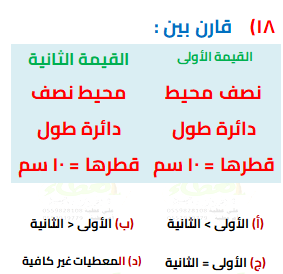 ١٨) قارن بين :
القيمة الأولى القيمة الثانية
نصف محيط محيط نصف
دائرة طول دائرة طول
قطرها = ١٠ سم قطرها = ١٠ سم
(أ) الأولى > الثانية (ب) الأولى < الثانية
(ج) الأولى = الثانية (د) المعطيات غير كافية